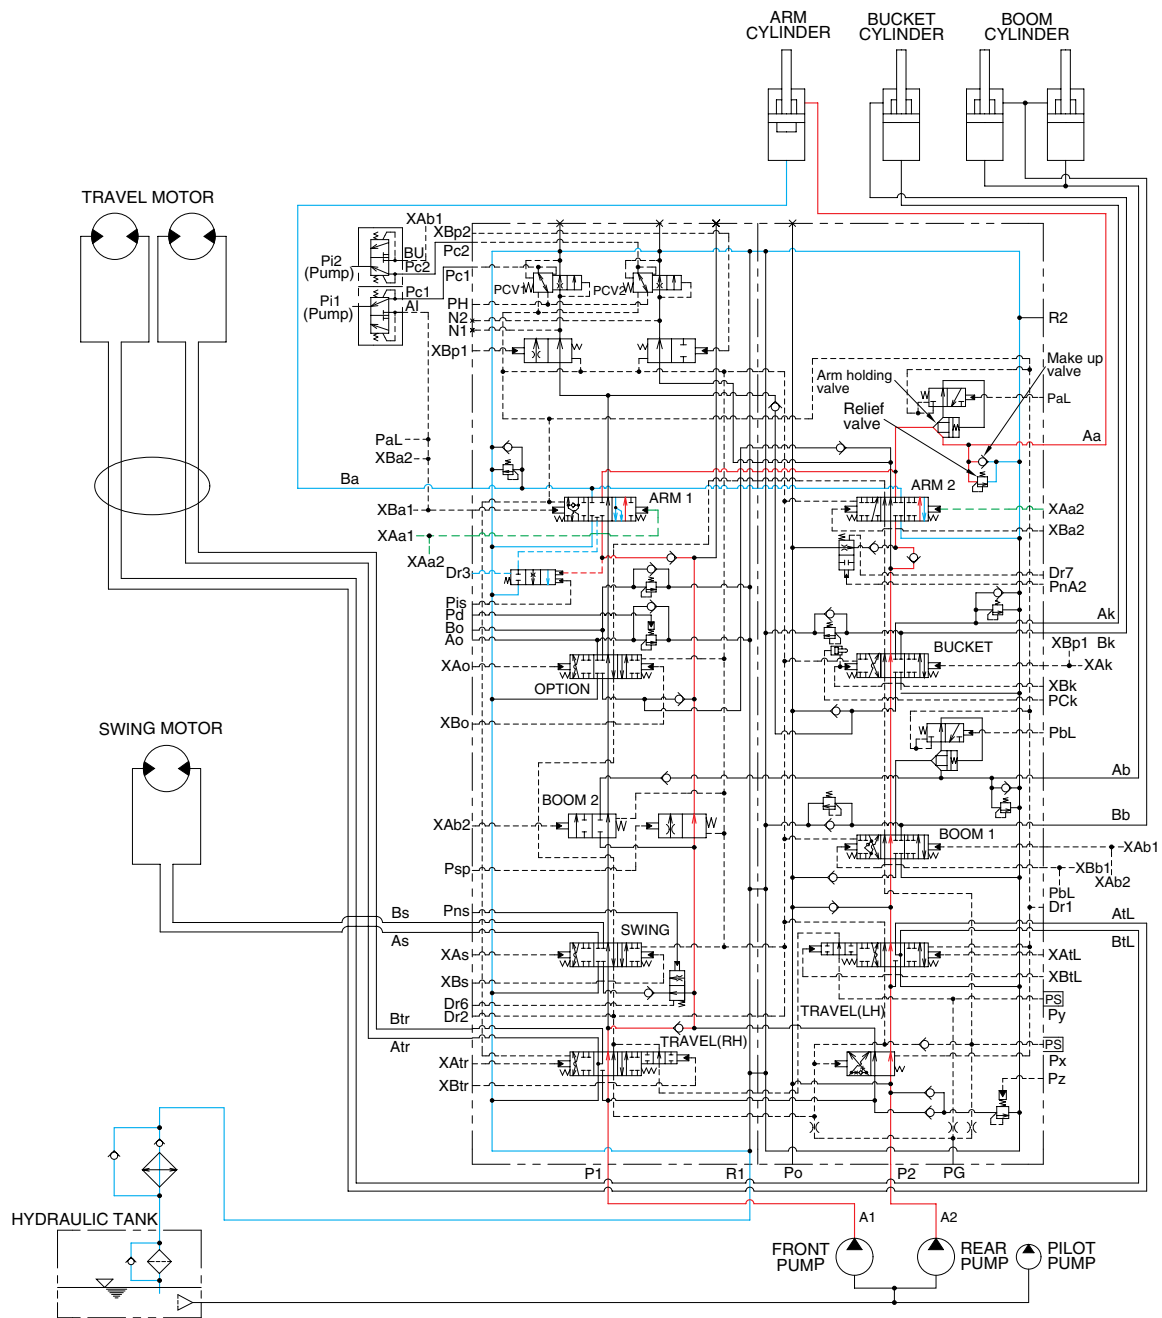 ARM
CYLINDER
BUCKET
CYLINDER
BOOM
CYLINDER
TRAVEL MOTOR
XAb1
XBp2
Pc2
Pc1
Pi2
(Pump)
BU
Pc2
Pi1
(Pump)
Pc1
AI
PCV1
PCV2
PH
N2
N1
XBp1
R2
Make up
valve
Arm holding
valve
PaL
Relief
valve
Aa
PaL
XBa2
Ba
ARM 1
ARM 2
XBa1
XAa1
XAa2
XAa2
XBa2
Dr3
Dr7
PnA2
Pis
Pd
Bo
Ao
Ak
XBp1 Bk
BUCKET
XAo
XAk
OPTION
XBk
PCk
XBo
PbL
SWING MOTOR
Ab
BOOM 2
Bb
XAb2
BOOM 1
XAb1
XBb1
XAb2
Psp
PbL
Dr1
Pns
Bs
As
AtL
BtL
SWING
XAs
XAtL
XBs
XBtL
Dr6
Dr2
TRAVEL(LH)
PS
Py
Btr
Atr
TRAVEL(RH)
PS
Px
XAtr
XBtr
Pz
P1
R1
Po
P2
PG
HYDRAULIC TANK
A1
A2
FRONT
PUMP
REAR
PUMP
PILOT
PUMP